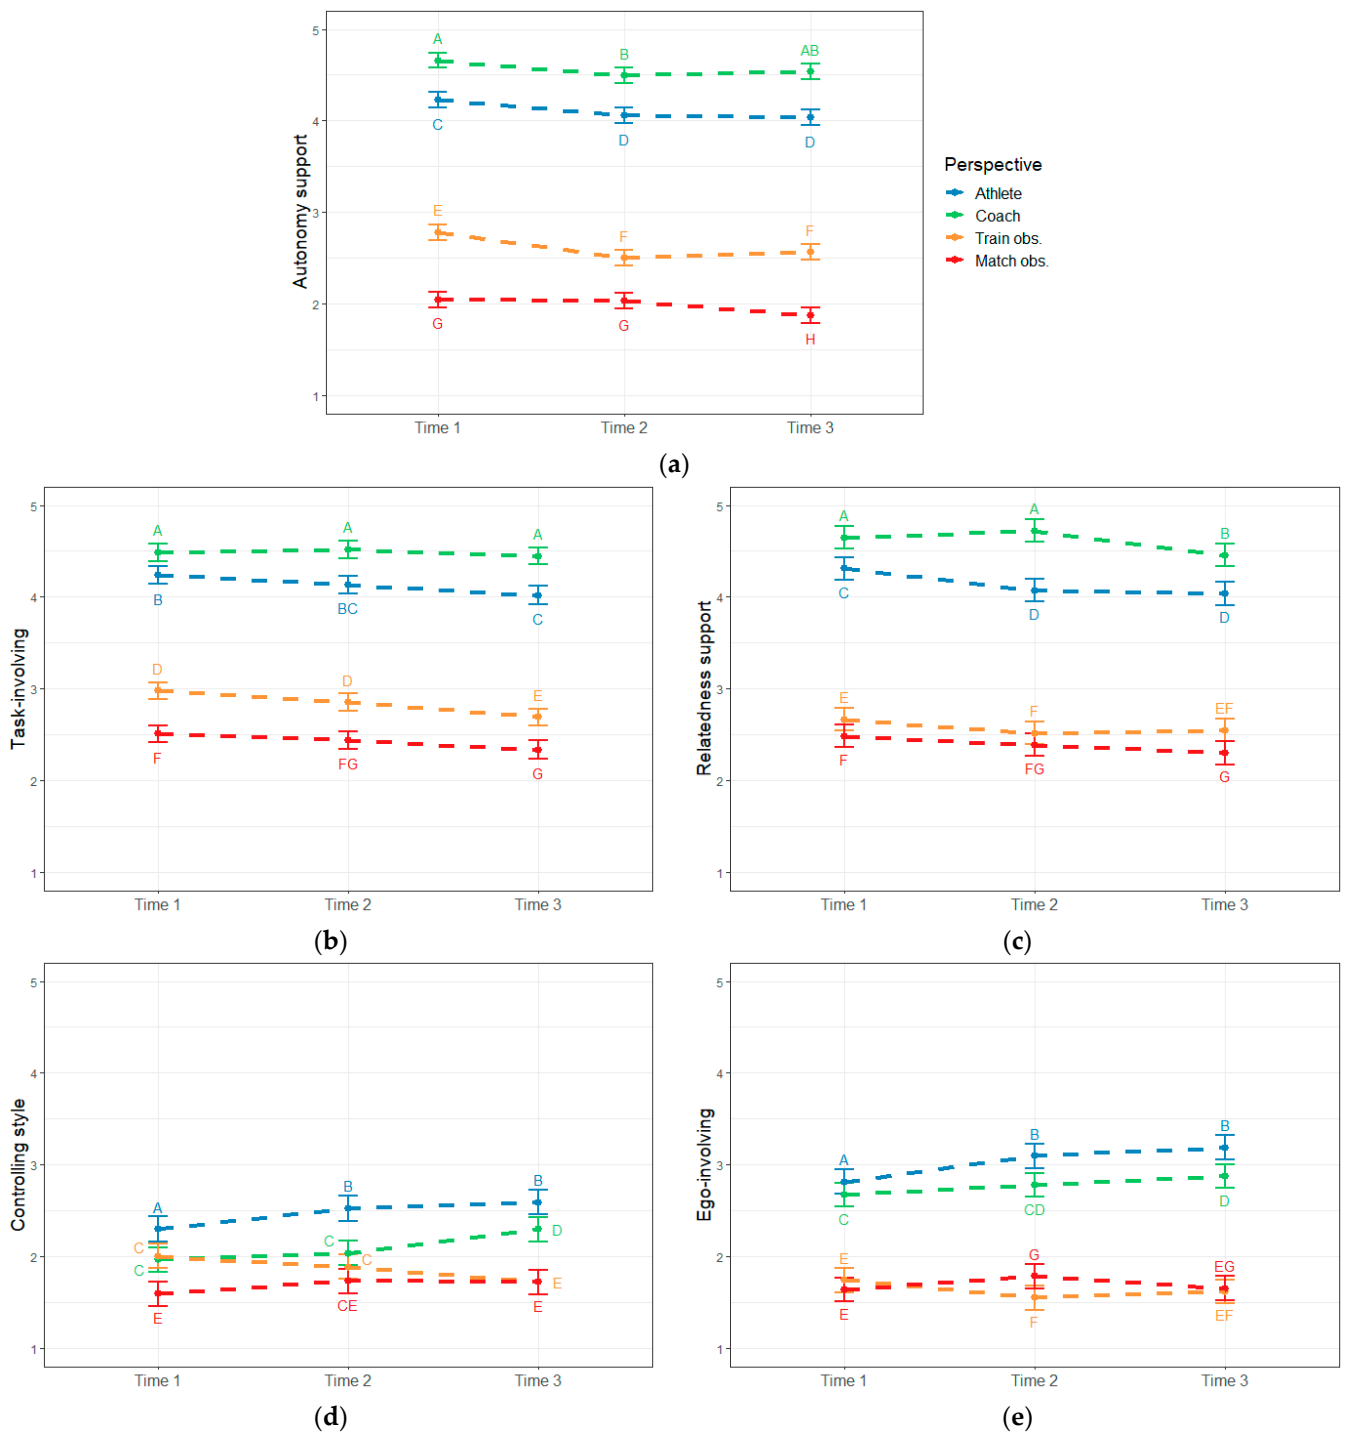 Autonomy support
5
4
3
2
1
A
B
AB
C
D
D
E
F
F
G
G
H
Time 1
Time 2
Time 3
Perspective
Athlete
Coach
Train obs.
Match obs.
(a)
Task-involving
5
4
3
2
1
A
A
A
B
BC
C
D
D
E
F
FG
G
Time 1
Time 2
Time 3
(b)
Relatedness support
5
4
3
2
1
A
A
B
C
D
D
E
F
EF
F
FG
G
Time 1
Time 2
Time 3
(c)
Controlling style
5
4
3
2
1
A
B
B
C
C
D
C
C
E
E
CE
E
Time 1
Time 2
Time 3
(d)
Ego-involving
5
4
3
2
1
A
B
B
C
CD
D
E
G
EG
E
F
EF
Time 1
Time 2
Time 3
(e)